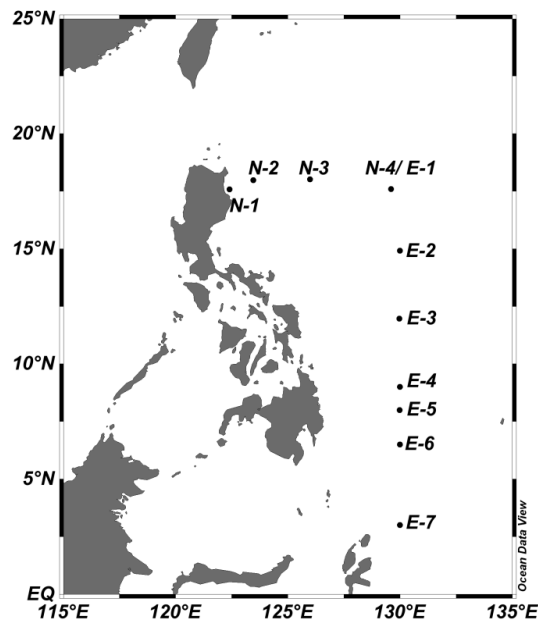 25°N
20°N
N-2 N-3 N-4/ E-1
N-1
15°N
E-2
E-3
10°N
E-4
E-5
E-6
5°N
E-7
EQ
115°E 120°E 125°E 130°E 135°E
Ocean Data View